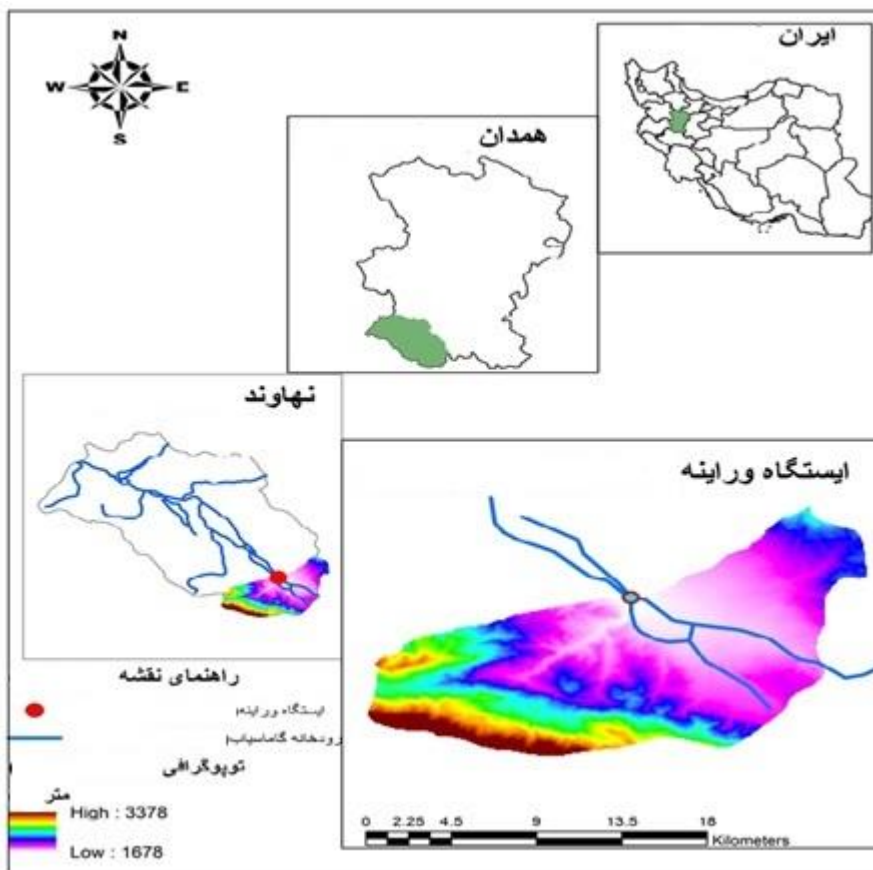 N
W E
S
ایران
همدان
نهاوند
ایستگاه وراینه
راهنمای نقشه
ایستگاه وراینه
رودخانه گاماسیاب
توپوگرافی
متر
High : 3378
Low : 1678
0 2.25 4.5 9 13.5 18
Kilometers